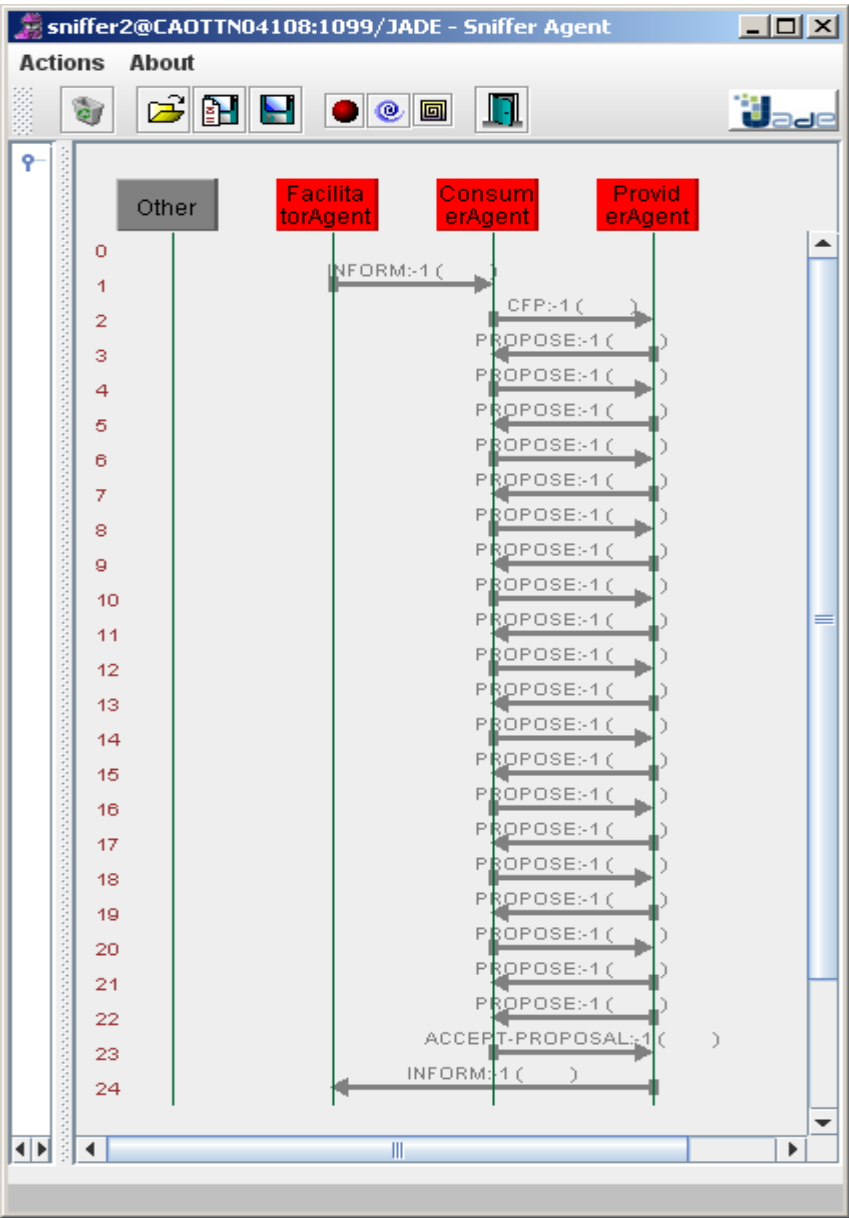 sniffer2@CAOTTN04108:1099/JADE - Sniffer Agent
Actions About
Jade
Other
Facilita
torAgent
Consum
erAgent
Provid
erAgent
0
INFORM:-1 ( )
1
CFP:-1 ( )
2
PROPOSE:-1 ( )
3
PROPOSE:-1 ( )
4
PROPOSE:-1 ( )
5
PROPOSE:-1 ( )
6
PROPOSE:-1 ( )
7
PROPOSE:-1 ( )
8
PROPOSE:-1 ( )
9
PROPOSE:-1 ( )
10
PROPOSE:-1 ( )
11
PROPOSE:-1 ( )
12
PROPOSE:-1 ( )
13
PROPOSE:-1 ( )
14
PROPOSE:-1 ( )
15
PROPOSE:-1 ( )
16
PROPOSE:-1 ( )
17
PROPOSE:-1 ( )
18
PROPOSE:-1 ( )
19
PROPOSE:-1 ( )
20
PROPOSE:-1 ( )
21
PROPOSE:-1 ( )
22
ACCEPT-PROPOSAL:-1 ( )
23
INFORM:-1 ( )
24